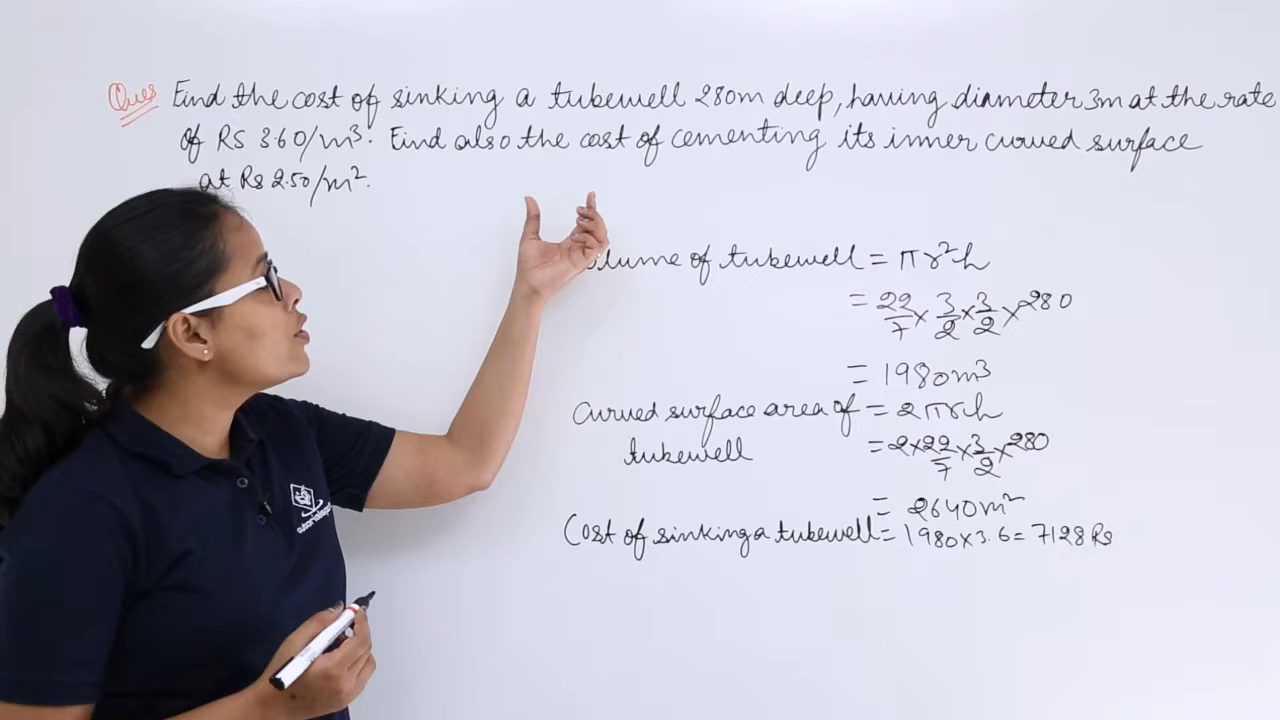 Ques Find the cost of sinking a tubewell 280m deep, having diameter 3m at the rate
of RS 3.60/m³. Find also the cost of cementing its inner curved surface
at Rs 2.50/m².
of tubewell = πr²h
= 22/7 × 3/2 × 3/2 × 280
= 1980m³
Curved surface area of = 2πrh
tubewell
= 2 × 22/7 × 3/2 × 280
= 2640m²
Cost of sinking a tubewell = 1980 × 3.6 = 7128 Rs